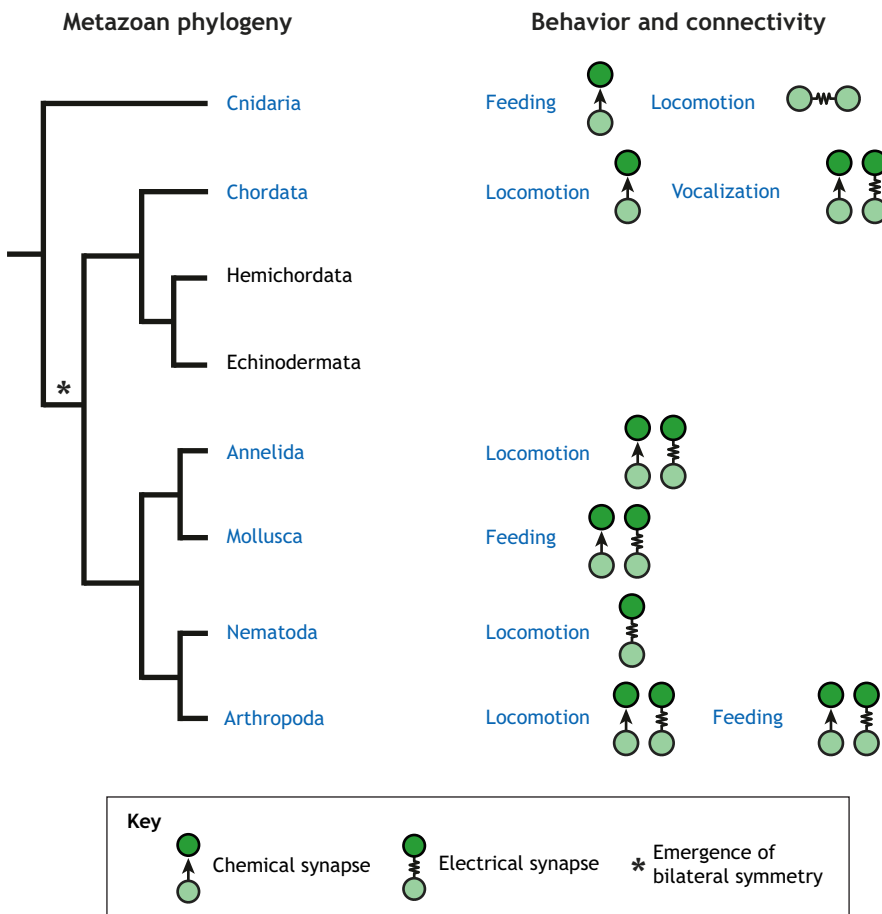 Metazoan phylogeny
Behavior and connectivity
Cnidaria
Feeding
Locomotion
Chordata
Locomotion
Vocalization
Hemichordata
Echinodermata
*
Annelida
Locomotion
Mollusca
Feeding
Nematoda
Locomotion
Arthropoda
Locomotion
Feeding
Key
Chemical synapse
Electrical synapse
* Emergence of
bilateral symmetry